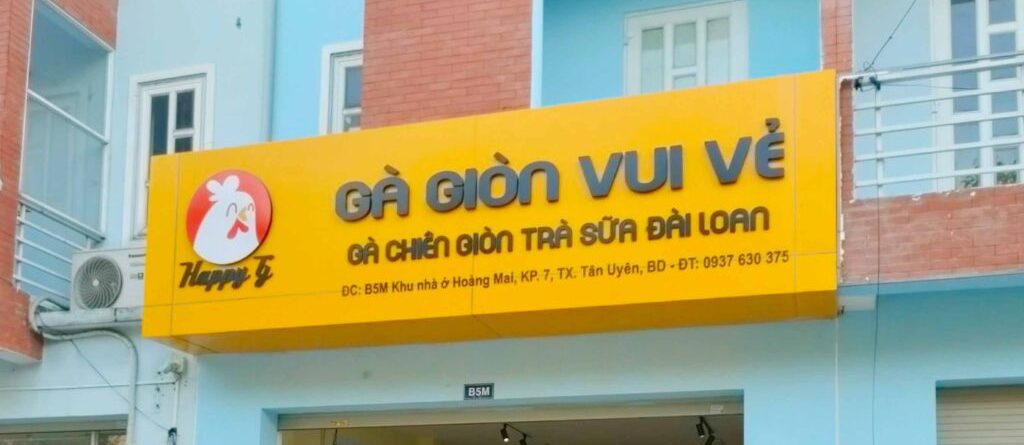 GÀ GIÒN VUI VẺ
GÀ CHIÊN GIÒN TRÀ SỮA ĐÀI LOAN
Happy G
ĐC: B5M Khu nhà ở Hoàng Mai, KP. 7, TX. Tân Uyên, BD - ĐT: 0937 630 375
B5M